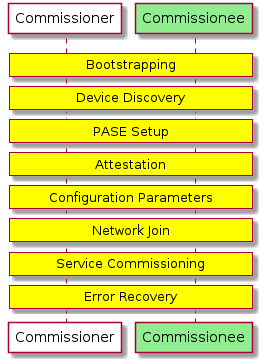 Commissioner
Commissionee
Bootstrapping
Device Discovery
PASE Setup
Attestation
Configuration Parameters
Network Join
Service Commissioning
Error Recovery
Commissioner
Commissionee